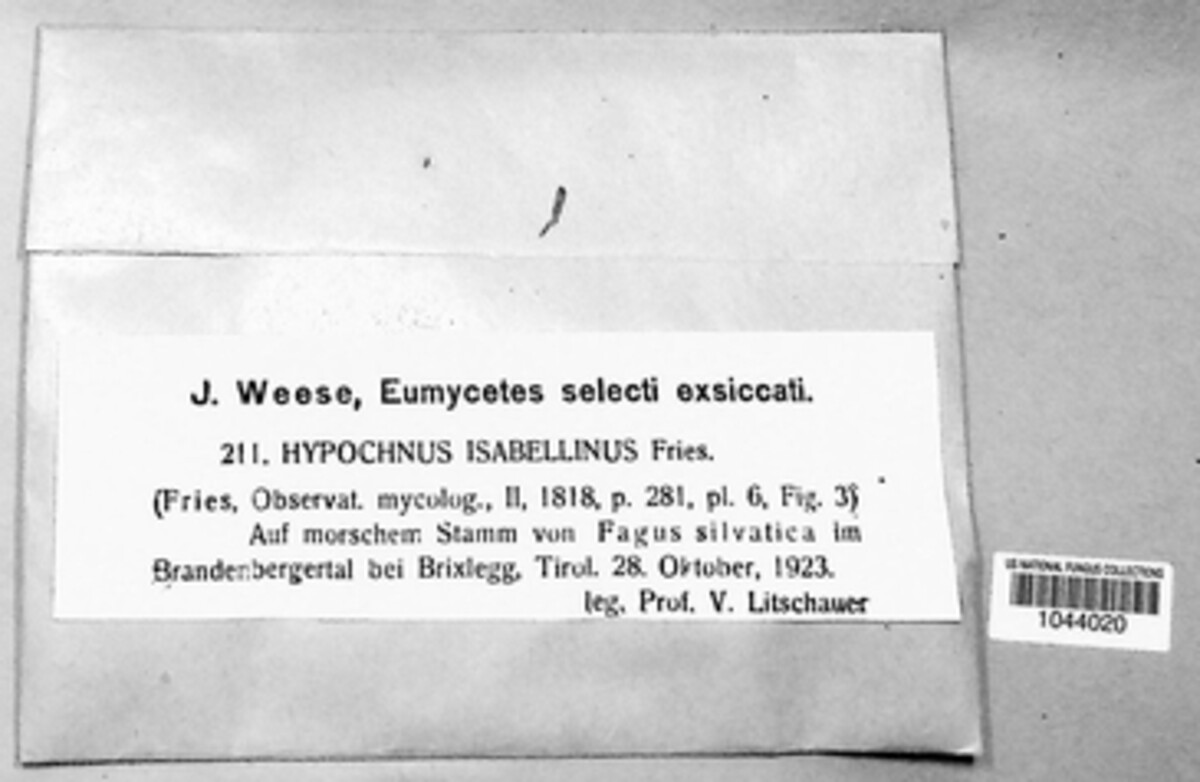 J. Weese, Eumycetes selecti exsiccati.
211. HYPOCHNUS ISABELLINUS Fries.
(Fries, Observat. mycolog., II, 1818, p. 281, pl. 6, Fig. 3)
Auf morschem Stamm von Fagus silvatica im
Brandenbergertal bei Brixlegg, Tirol. 28. Oktober, 1923.
leg. Prof. V. Litschauer
US NATIONAL FUNGUS COLLECTIONS
1044020